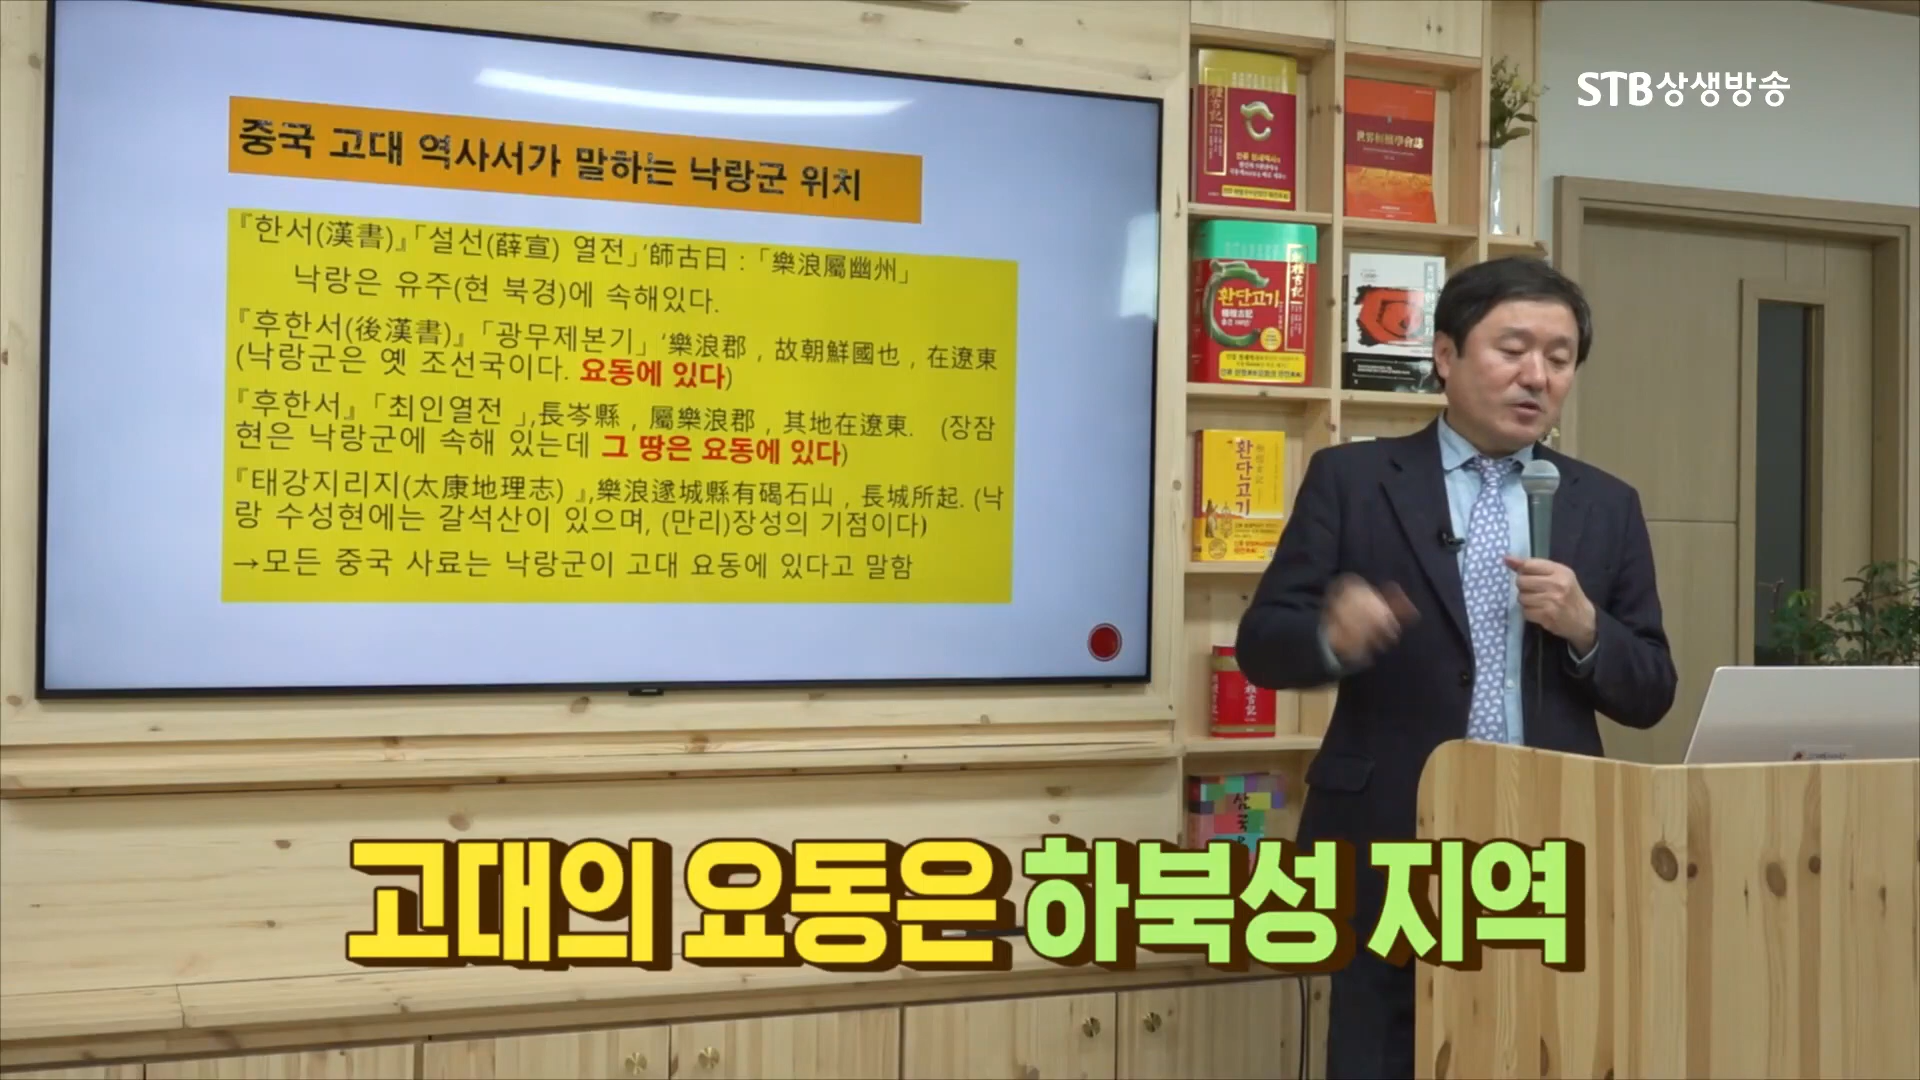 STB상생방송
중국 고대 역사서가 말하는 낙랑군 위치
『한서(漢書)』「설선(薛宣) 열전」‘師古曰 : 「樂浪屬幽州」
낙랑은 유주(현 북경)에 속해있다.
『후한서(後漢書)』 「광무제본기」 ‘樂浪郡 , 故朝鮮國也 , 在遼東
(낙랑군은 옛 조선국이다. 요동에 있다)
『후한서』 「최인열전 」,長岑縣 , 屬樂浪郡 , 其地在遼東. (장잠
현은 낙랑군에 속해 있는데 그 땅은 요동에 있다)
『태강지리지(太康地理志) 』,樂浪遂城縣有碣石山 , 長城所起. (낙
랑 수성현에는 갈석산이 있으며, (만리)장성의 기점이다)
→모든 중국 사료는 낙랑군이 고대 요동에 있다고 말함
世界桓檀學會誌
환단고기
桓檀古記
환단고기
고대의 요동은 하북성 지역